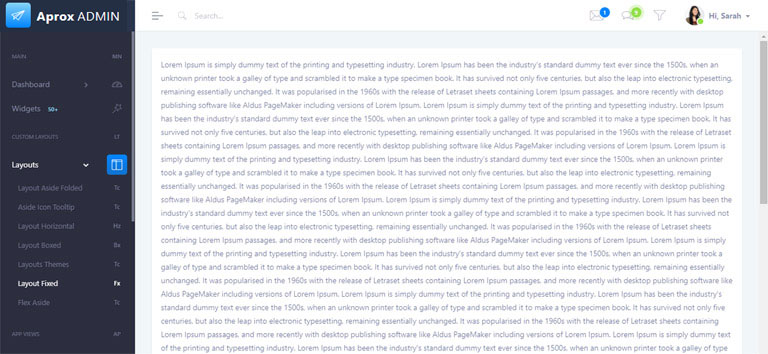 Aprox ADMIN
Search...
1
5
Hi, Sarah
MAIN MN
Dashboard
Widgets 50+
CUSTOM LAYOUTS LT
Layouts
Layout Aside Folded Tc
Aside Icon Tooltip Tc
Layout Horizontal Hz
Layout Boxed Bx
Layouts Themes Tc
Layout Fixed Fx
Flex Aside Tc
APP VIEWS AP
Lorem Ipsum is simply dummy text of the printing and typesetting industry. Lorem Ipsum has been the industry's standard dummy text ever since the 1500s, when an
unknown printer took a galley of type and scrambled it to make a type specimen book. It has survived not only five centuries, but also the leap into electronic typesetting,
remaining essentially unchanged. It was popularised in the 1960s with the release of Letraset sheets containing Lorem Ipsum passages, and more recently with desktop
publishing software like Aldus PageMaker including versions of Lorem Ipsum. Lorem Ipsum is simply dummy text of the printing and typesetting industry. Lorem Ipsum
has been the industry's standard dummy text ever since the 1500s, when an unknown printer took a galley of type and scrambled it to make a type specimen book. It has
survived not only five centuries, but also the leap into electronic typesetting, remaining essentially unchanged. It was popularised in the 1960s with the release of Letraset
sheets containing Lorem Ipsum passages, and more recently with desktop publishing software like Aldus PageMaker including versions of Lorem Ipsum. Lorem Ipsum is
simply dummy text of the printing and typesetting industry. Lorem Ipsum has been the industry's standard dummy text ever since the 1500s, when an unknown printer
took a galley of type and scrambled it to make a type specimen book. It has survived not only five centuries, but also the leap into electronic typesetting, remaining
essentially unchanged. It was popularised in the 1960s with the release of Letraset sheets containing Lorem Ipsum passages, and more recently with desktop publishing
software like Aldus PageMaker including versions of Lorem Ipsum. Lorem Ipsum is simply dummy text of the printing and typesetting industry. Lorem Ipsum has been the
industry's standard dummy text ever since the 1500s, when an unknown printer took a galley of type and scrambled it to make a type specimen book. It has survived not
only five centuries, but also the leap into electronic typesetting, remaining essentially unchanged. It was popularised in the 1960s with the release of Letraset sheets
containing Lorem Ipsum passages, and more recently with desktop publishing software like Aldus PageMaker including versions of Lorem Ipsum. Lorem Ipsum is simply
dummy text of the printing and typesetting industry. Lorem Ipsum has been the industry's standard dummy text ever since the 1500s, when an unknown printer took a
galley of type and scrambled it to make a type specimen book. It has survived not only five centuries, but also the leap into electronic typesetting, remaining essentially
unchanged. It was popularised in the 1960s with the release of Letraset sheets containing Lorem Ipsum passages, and more recently with desktop publishing software like
Aldus PageMaker including versions of Lorem Ipsum. Lorem Ipsum is simply dummy text of the printing and typesetting industry. Lorem Ipsum has been the industry's
standard dummy text ever since the 1500s, when an unknown printer took a galley of type and scrambled it to make a type specimen book. It has survived not only five
centuries, but also the leap into electronic typesetting, remaining essentially unchanged. It was popularised in the 1960s with the release of Letraset sheets containing
Lorem Ipsum passages, and more recently with desktop publishing software like Aldus PageMaker including versions of Lorem Ipsum. Lorem Ipsum is simply dummy text
of the printing and typesetting industry. Lorem Ipsum has been the industry's standard dummy text ever since the 1500s, when an unknown printer took a galley of type